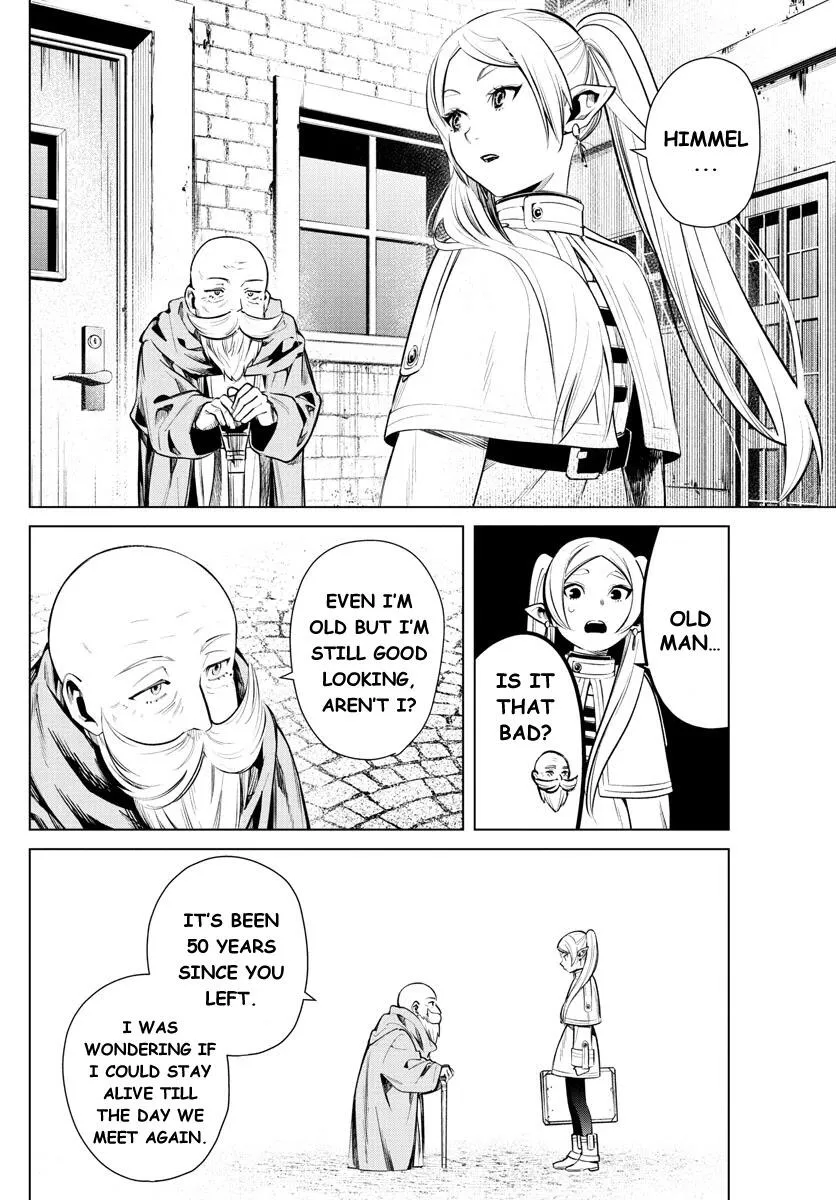 HIMMEL
...
OLD
MAN...
IS IT
THAT
BAD?
EVEN I'M
OLD BUT I'M
STILL GOOD
LOOKING,
AREN'T I?
IT'S BEEN
50 YEARS
SINCE YOU
LEFT.
I WAS
WONDERING IF
I COULD STAY
ALIVE TILL
THE DAY WE
MEET AGAIN.